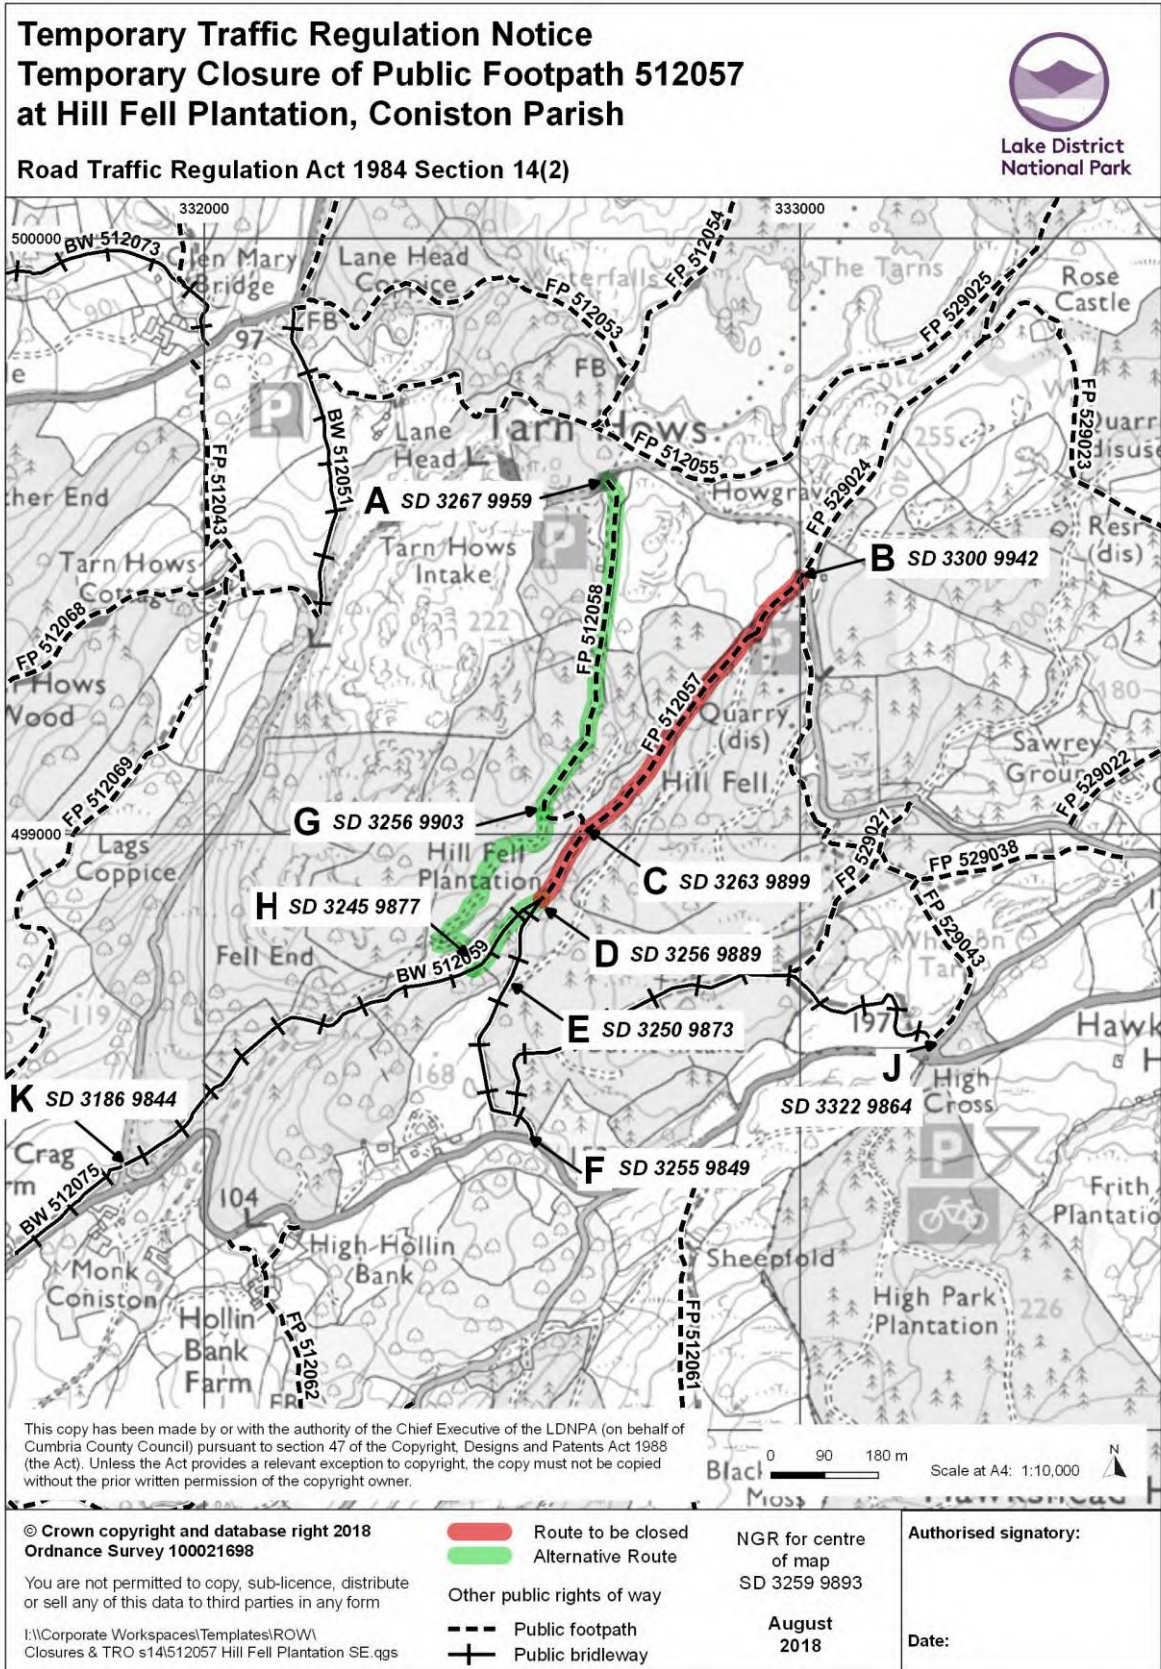 Temporary Traffic Regulation Notice
Temporary Closure of Public Footpath 512057
at Hill Fell Plantation, Coniston Parish
Road Traffic Regulation Act 1984 Section 14(2)
Lake District
National Park
332000
333000
500000
BW 512073
Glen Mary
Bridge
Lane Head
Coppice
Waterfalls
FP 512054
The Tarns
FP 529025
Rose
Castle
FP 512053
FB
97
FB
P
BW 512051
Lane
Head
Tarn Hows
FP 512055
255
FP 529024
240
FP 529023
Quarr
disuse
FP 512043
ther End
A SD 3267 9959
Howgra
Resr
(dis)
Tarn Hows
Cottag
Tarn Hows
Intake
P
B SD 3300 9942
FP 512068
Hows
Wood
FP 512058
P
FP 512057
Quarry
(dis)
180
Hill Fell
Sawrey
Groun
FP 529022
FP 512069
G SD 3256 9903
499000
Lags
Coppice
Hill Fell
Plantation
C SD 3263 9899
FP 529021
FP 529038
H SD 3245 9877
Fell End
BW 512059
D SD 3256 9889
FP 529043
119
E SD 3250 9873
197
Hawk
K SD 3186 9844
168
J
SD 3322 9864
High
Cross
Crag
rm
F SD 3255 9849
P
BW 512075
104
Frith
Plantatio
Monk
Coniston
High Hollin
Bank
Sheepfold
High Park
Plantation
226
Hollin
Bank
Farm
FP 512062
FP 512061
FB
This copy has been made by or with the authority of the Chief Executive of the LDNPA (on behalf of
Cumbria County Council) pursuant to section 47 of the Copyright, Designs and Patents Act 1988
(the Act). Unless the Act provides a relevant exception to copyright, the copy must not be copied
without the prior written permission of the copyright owner.
Black
Moss
0 90 180 m
Scale at A4: 1:10,000
N
Hawkshead H
© Crown copyright and database right 2018
Ordnance Survey 100021698
You are not permitted to copy, sub-licence, distribute
or sell any of this data to third parties in any form
I:\\Corporate Workspaces\Templates\ROW\
Closures & TRO s14\512057 Hill Fell Plantation SE.qgs
Route to be closed
Alternative Route
Other public rights of way
Public footpath
Public bridleway
NGR for centre
of map
SD 3259 9893
August
2018
Authorised signatory:
Date: